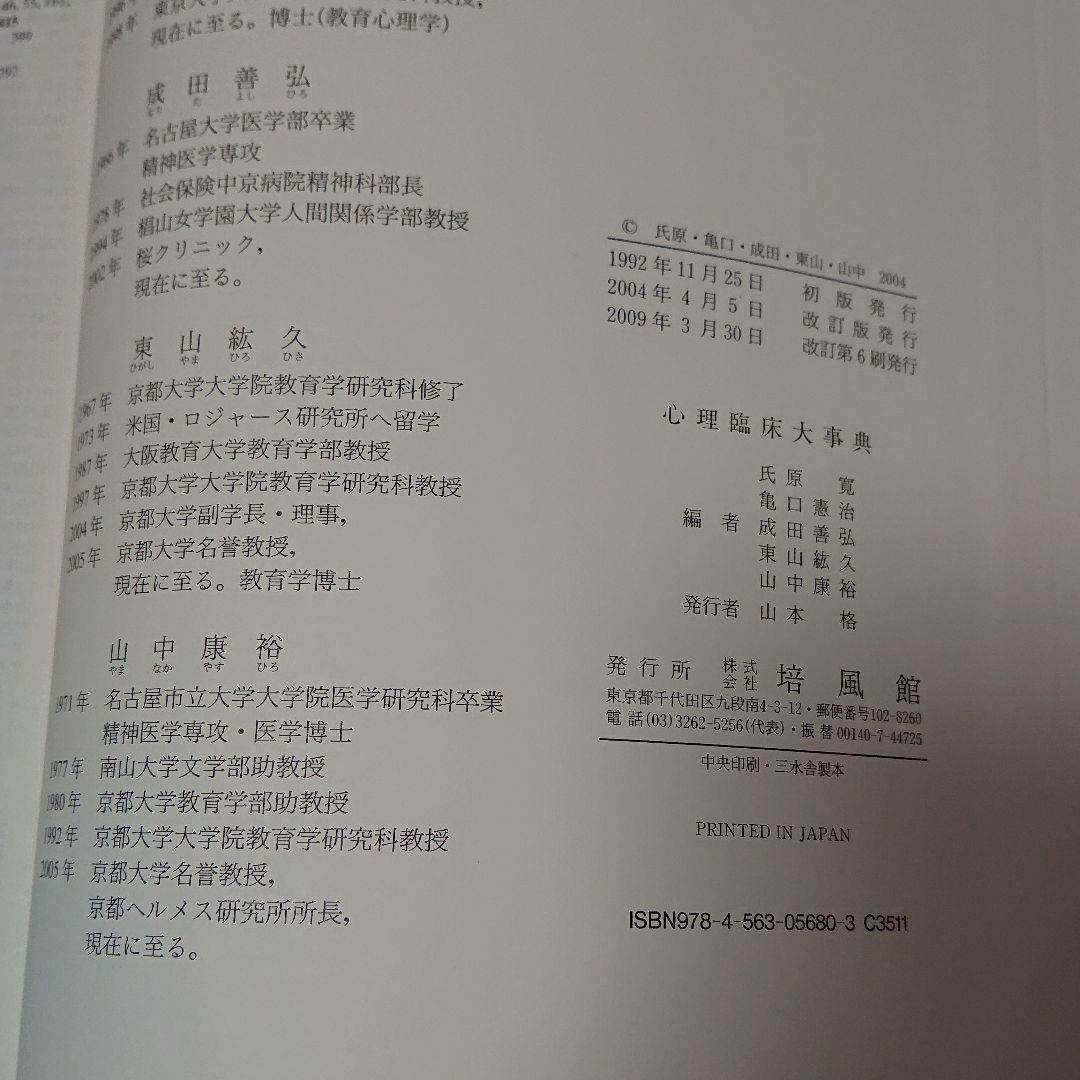 現在に至る。博士(教育心理学)
成田善弘
なり た よし ひろ
1966年 名古屋大学医学部卒業
精神医学専攻
1978年 社会保険中京病院精神科部長
1994年 椙山女学園大学人間関係学部教授
2002年 桜クリニック,
現在に至る。
東山紘久
ひがし やま ひろ ひさ
1967年 京都大学大学院教育学研究科修了
1973年 米国・ロジャース研究所へ留学
1987年 大阪教育大学教育学部教授
1997年 京都大学大学院教育学研究科教授
2004年 京都大学副学長・理事,
2005年 京都大学名誉教授,
現在に至る。教育学博士
山中康裕
やま なか やす ひろ
1971年 名古屋市立大学大学院医学研究科卒業
精神医学専攻・医学博士
1977年 南山大学文学部助教授
1980年 京都大学教育学部助教授
1992年 京都大学大学院教育学研究科教授
2005年 京都大学名誉教授,
京都ヘルメス研究所所長,
現在に至る。
© 氏原・亀口・成田・東山・山中 2004
1992年11月25日 初版発行
2004年4月5日 改訂版発行
2009年3月30日 改訂第6刷発行
心理臨床大事典
氏原 寛
亀口憲治
編者 成田善弘
東山紘久
山中康裕
発行者 山本 格
発行所 株式会社 培風館
東京都千代田区九段南4-3-12・郵便番号102-8260
電話(03)3262-5256(代表)・振替00140-7-44725
中央印刷・三水舎製本
PRINTED IN JAPAN
ISBN978-4-563-05680-3 C3511